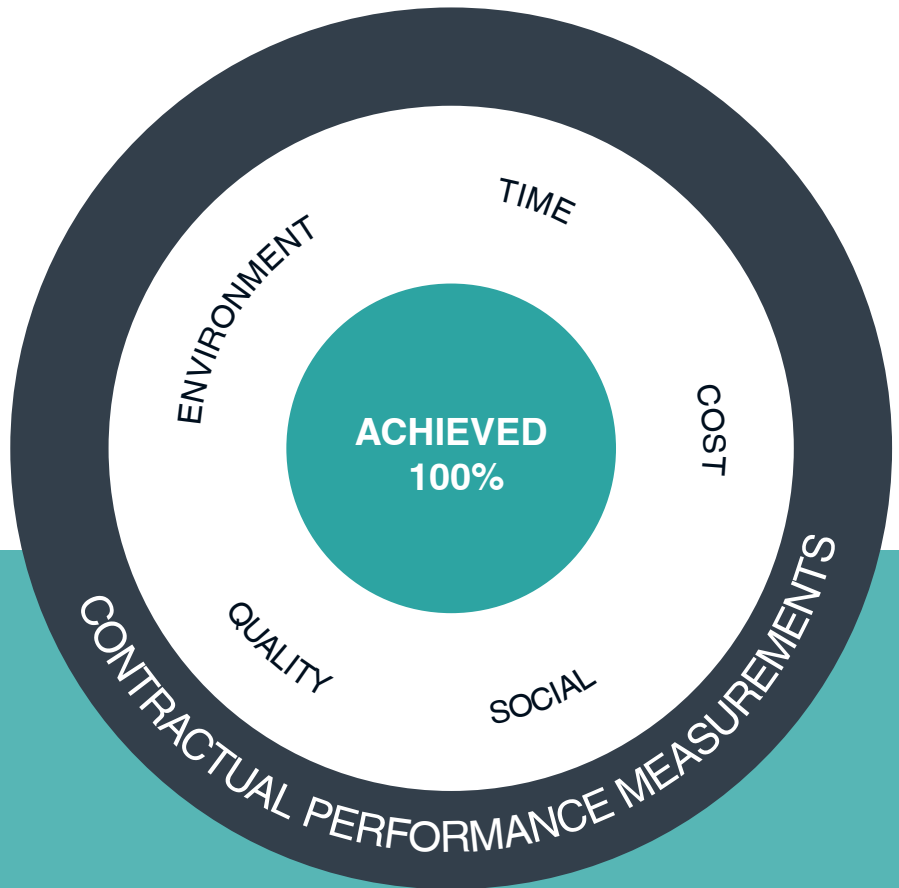 TIME
COST
SOCIAL
QUALITY
ENVIRONMENT
ACHIEVED
100%
CONTRACTUAL PERFORMANCE MEASUREMENTS